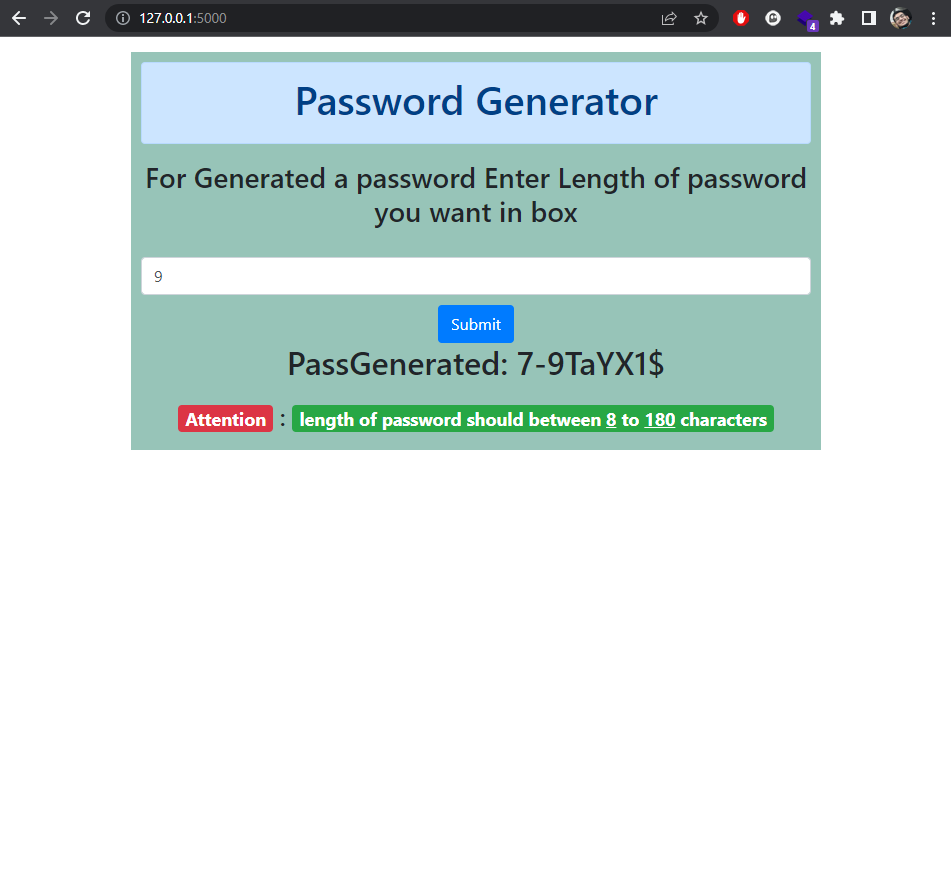 127.0.0.1:5000
4
Password Generator
For Generated a password Enter Length of password
you want in box
9
Submit
PassGenerated: 7-9TaYX1$
Attention : length of password should between 8 to 180 characters